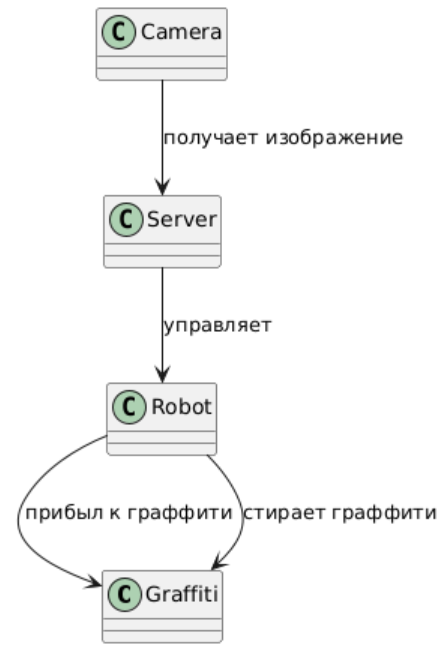 C Camera
получает изображение
C Server
управляет
C Robot
прибыл к граффити стирает граффити
C Graffiti